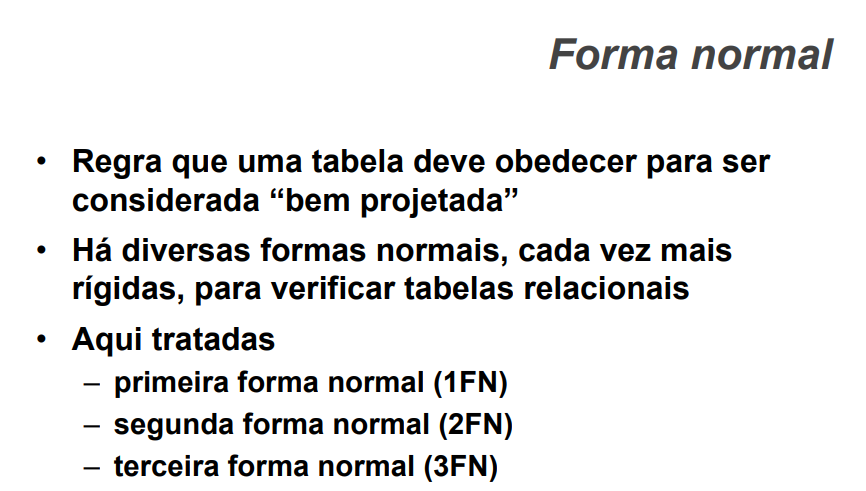 Forma normal
• Regra que uma tabela deve obedecer para ser
considerada “bem projetada”
• Há diversas formas normais, cada vez mais
rígidas, para verificar tabelas relacionais
• Aqui tratadas
– primeira forma normal (1FN)
– segunda forma normal (2FN)
– terceira forma normal (3FN)